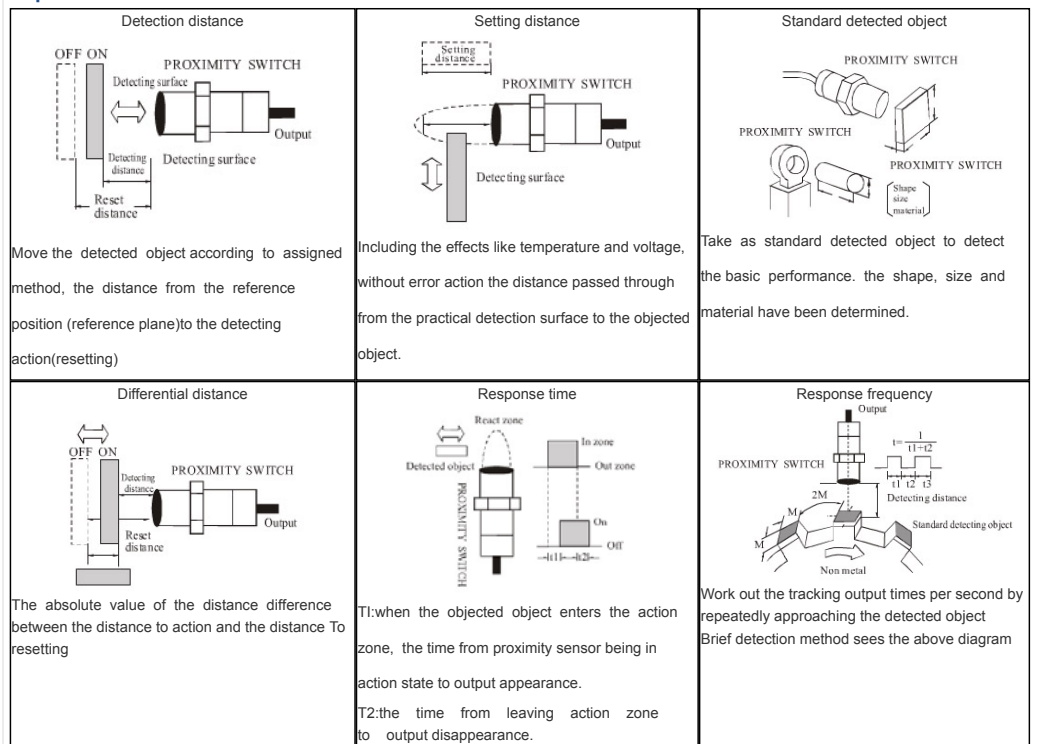 Detection distance
OFF ON
PROXIMITY SWITCH
Detecting surface
Output
Detecting
distance
Detecting surface
Reset
distance
Move the detected object according to assigned
method, the distance from the reference
position (reference plane)to the detecting
action(resetting)
Setting distance
Setting
distance
PROXIMITY SWITCH
Output
Detecting surface
Including the effects like temperature and voltage,
without error action the distance passed through
from the practical detection surface to the objected
object.
Standard detected object
PROXIMITY SWITCH
PROXIMITY SWITCH
PROXIMITY SWITCH
Shape
size
material
Take as standard detected object to detect
the basic performance. the shape, size and
material have been determined.
Differential distance
OFF ON
PROXIMITY SWITCH
Detecting
distance
Output
Reset
distance
The absolute value of the distance difference
between the distance to action and the distance To
resetting
Response time
React zone
In zone
Detected object
Out zone
PROXIMITY SWITCH
On
Off
t1 t2
TI:when the objected object enters the action
zone, the time from proximity sensor being in
action state to output appearance.
T2:the time from leaving action zone
to output disappearance.
Response frequency
Output
t= 1
t1+t2
PROXIMITY SWITCH
t1 t2 t3
Detecting distance
2M
M
Standard detecting object
M
Non metal
Work out the tracking output times per second by
repeatedly approaching the detected object
Brief detection method sees the above diagram